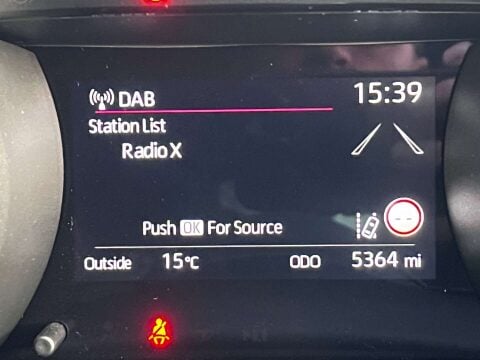 DAB 15:39
Station List
Radio X
Push OK For Source
--
Outside 15°C ODO 5364 mi